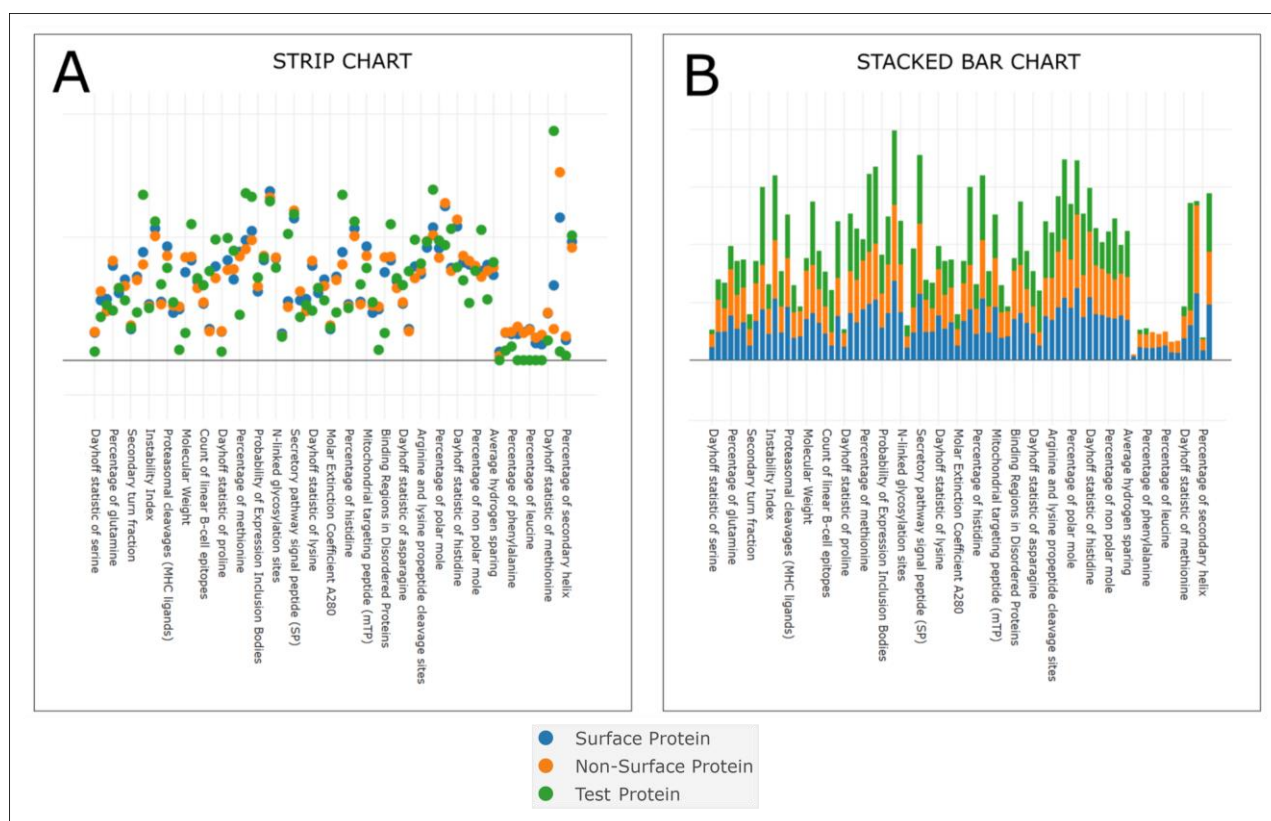 A
STRIP CHART
Dayhoff statistic of serine
Percentage of glutamine
Secondary turn fraction
Instability Index
Proteasomal cleavages (MHC ligands)
Molecular Weight
Count of linear B-cell epitopes
Dayhoff statistic of proline
Percentage of methionine
Probability of Expression Inclusion Bodies
N-linked glycosylation sites
Secretory pathway signal peptide (SP)
Dayhoff statistic of lysine
Molar Extinction Coefficient A280
Percentage of histidine
Mitochondrial targeting peptide (mTP)
Binding Regions in Disordered Proteins
Dayhoff statistic of asparagine
Arginine and lysine propeptide cleavage sites
Percentage of polar mole
Dayhoff statistic of histidine
Percentage of non polar mole
Average hydrogen sparing
Percentage of phenylalanine
Percentage of leucine
Dayhoff statistic of methionine
Percentage of secondary helix
B
STACKED BAR CHART
Dayhoff statistic of serine
Percentage of glutamine
Secondary turn fraction
Instability Index
Proteasomal cleavages (MHC ligands)
Molecular Weight
Count of linear B-cell epitopes
Dayhoff statistic of proline
Percentage of methionine
Probability of Expression Inclusion Bodies
N-linked glycosylation sites
Secretory pathway signal peptide (SP)
Dayhoff statistic of lysine
Molar Extinction Coefficient A280
Percentage of histidine
Mitochondrial targeting peptide (mTP)
Binding Regions in Disordered Proteins
Dayhoff statistic of asparagine
Arginine and lysine propeptide cleavage sites
Percentage of polar mole
Dayhoff statistic of histidine
Percentage of non polar mole
Average hydrogen sparing
Percentage of phenylalanine
Percentage of leucine
Dayhoff statistic of methionine
Percentage of secondary helix
Surface Protein
Non-Surface Protein
Test Protein